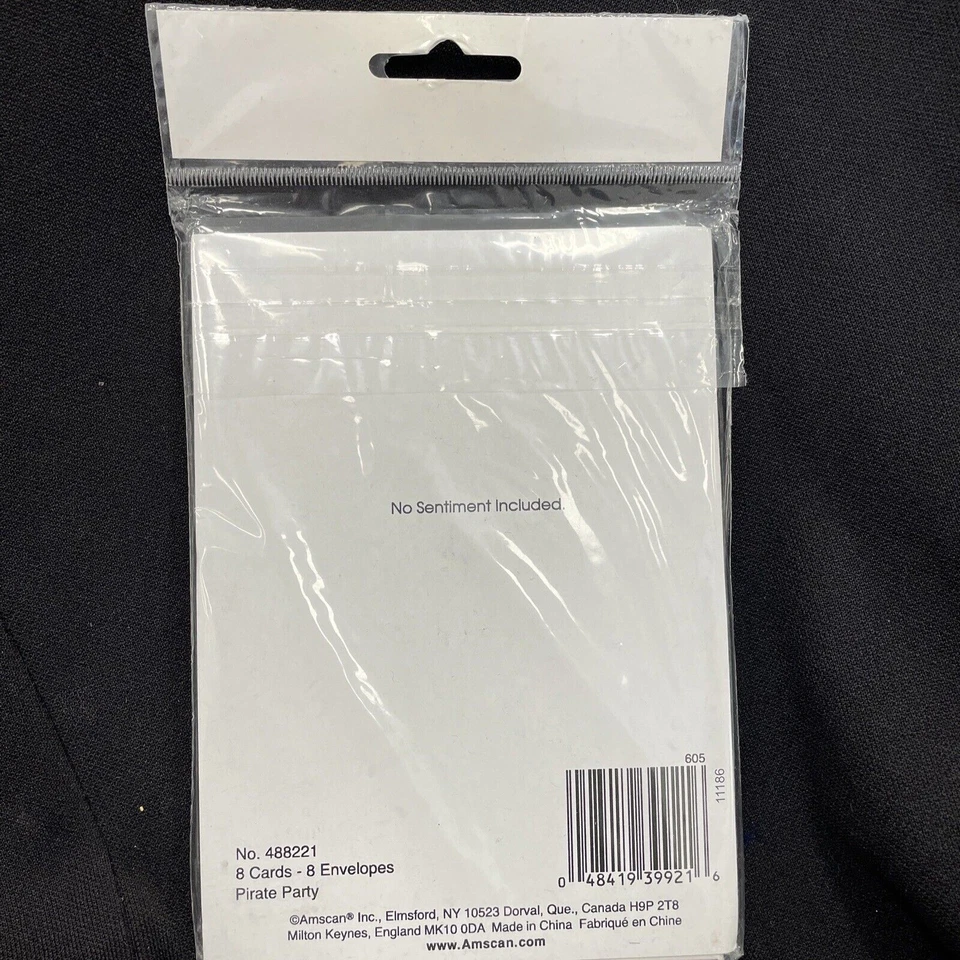 No Sentiment Included.
605
11186
0 48419 39921 6
No. 488221
8 Cards - 8 Envelopes
Pirate Party
©Amscan® Inc., Elmsford, NY 10523 Dorval, Que., Canada H9P 2T8
Milton Keynes, England MK10 0DA Made in China Fabriqué en Chine
www.Amscan.com